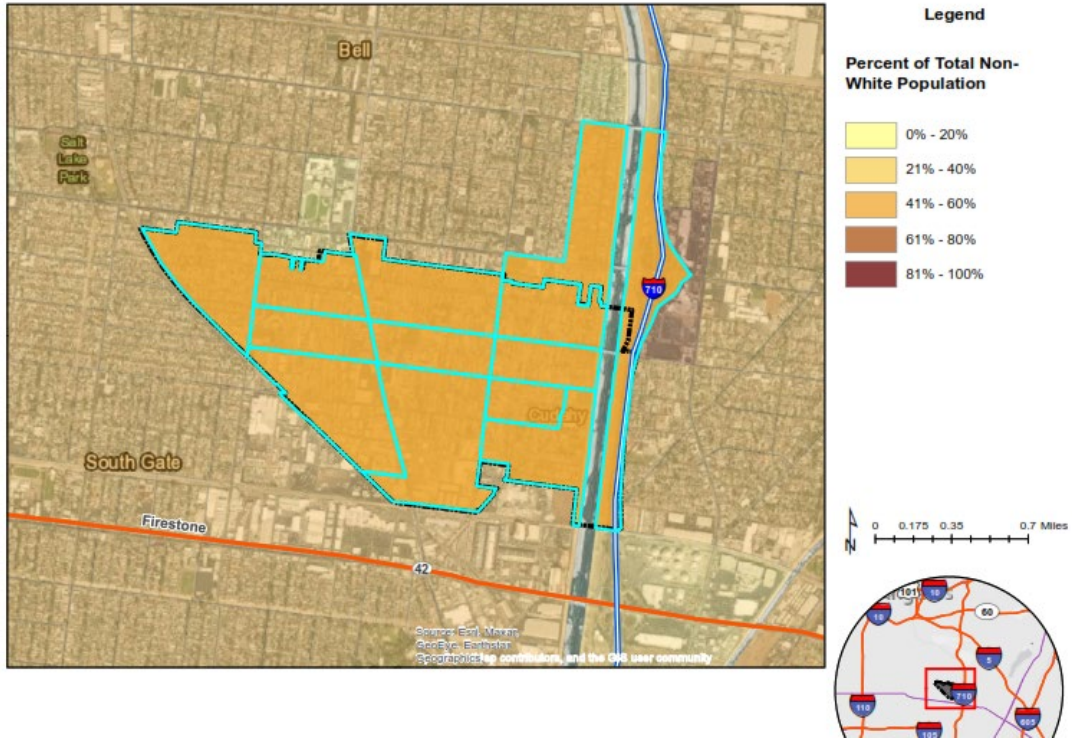 Bell
Salt
Lake
Park
710
Cudahy
South Gate
Firestone
42
Source: Esri, Maxar,
GeoEye, Earthstar
Geographics
contributors, and the GIS user community
Legend
Percent of Total Non-
White Population
0% - 20%
21% - 40%
41% - 60%
61% - 80%
81% - 100%
N
0 0.175 0.35 0.7 Miles
101
10
10
60
5
710
110
605
105